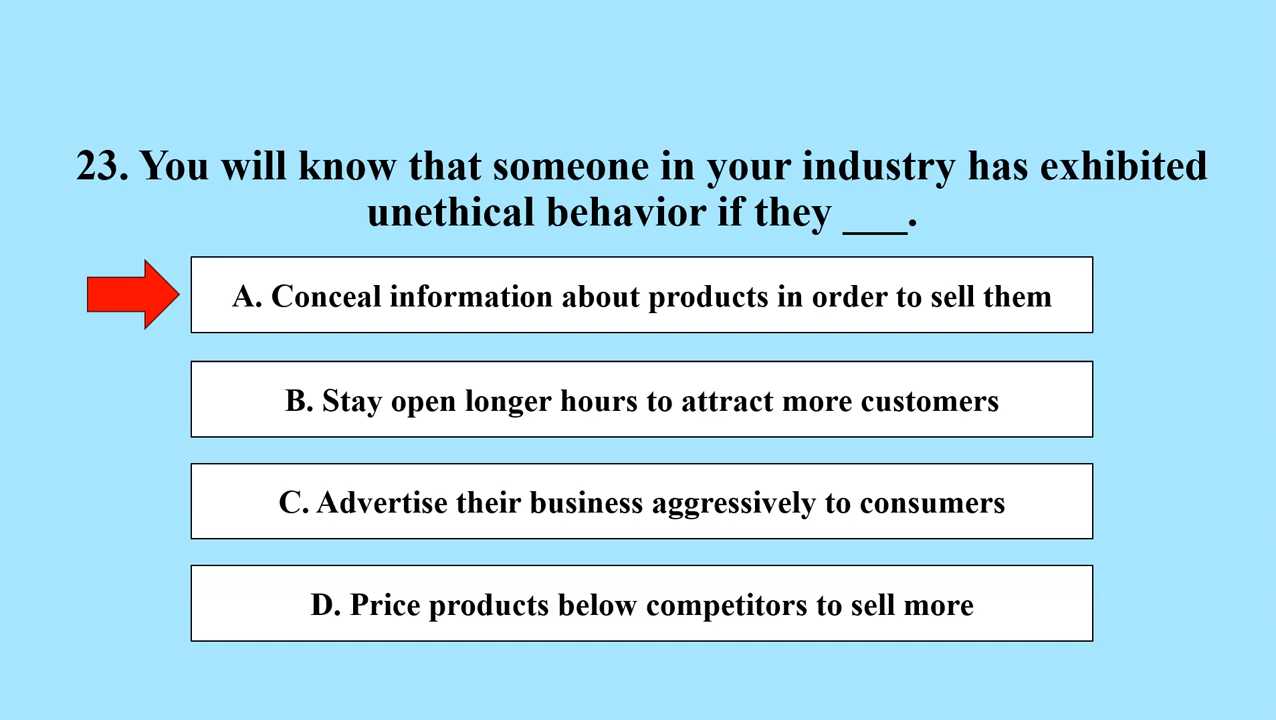 23. You will know that someone in your industry has exhibited
unethical behavior if they ___.
A. Conceal information about products in order to sell them
B. Stay open longer hours to attract more customers
C. Advertise their business aggressively to consumers
D. Price products below competitors to sell more